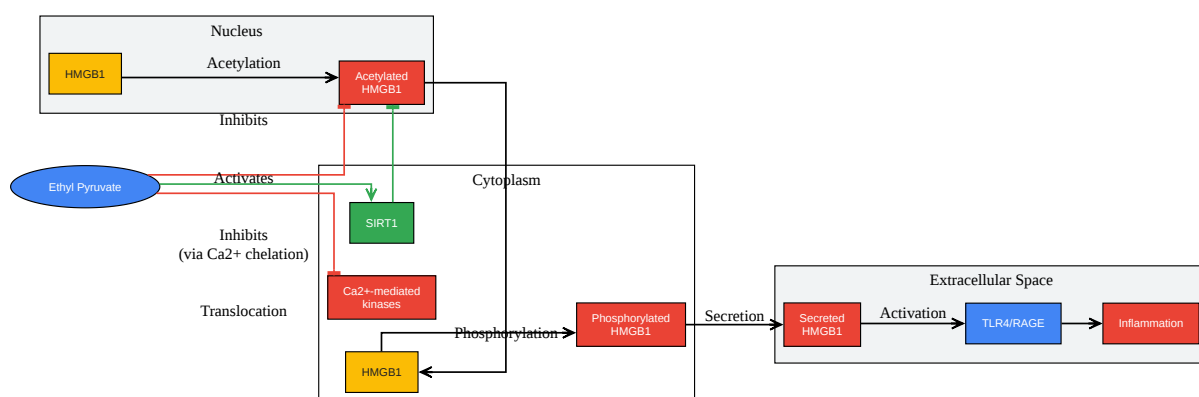 Nucleus
HMGB1
Acetylation
Acetylated
HMGB1
Inhibits
Ethyl Pyruvate
Activates
Cytoplasm
SIRT1
Inhibits
(via Ca2+ chelation)
Ca2+-mediated
kinases
Translocation
Phosphorylation
HMGB1
Phosphorylated
HMGB1
Secretion
Extracellular Space
Secreted
HMGB1
Activation
TLR4/RAGE
Inflammation